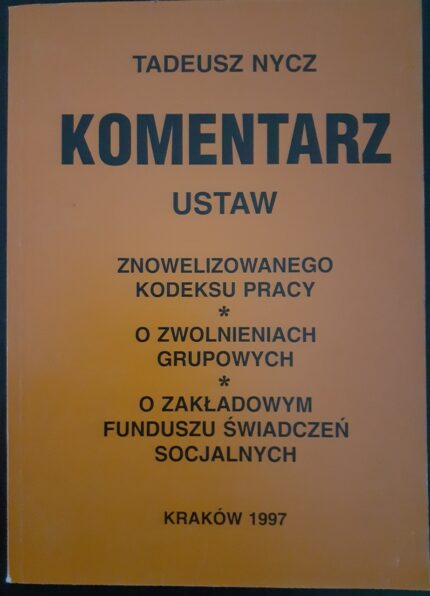 TADEUSZ NYCZ
KOMENTARZ
USTAW
ZNOWELIZOWANEGO
KODEKSU PRACY
*
O ZWOLNIENIACH
GRUPOWYCH
*
O ZAKŁADOWYM
FUNDUSZU ŚWIADCZEŃ
SOCJALNYCH
KRAKÓW 1997